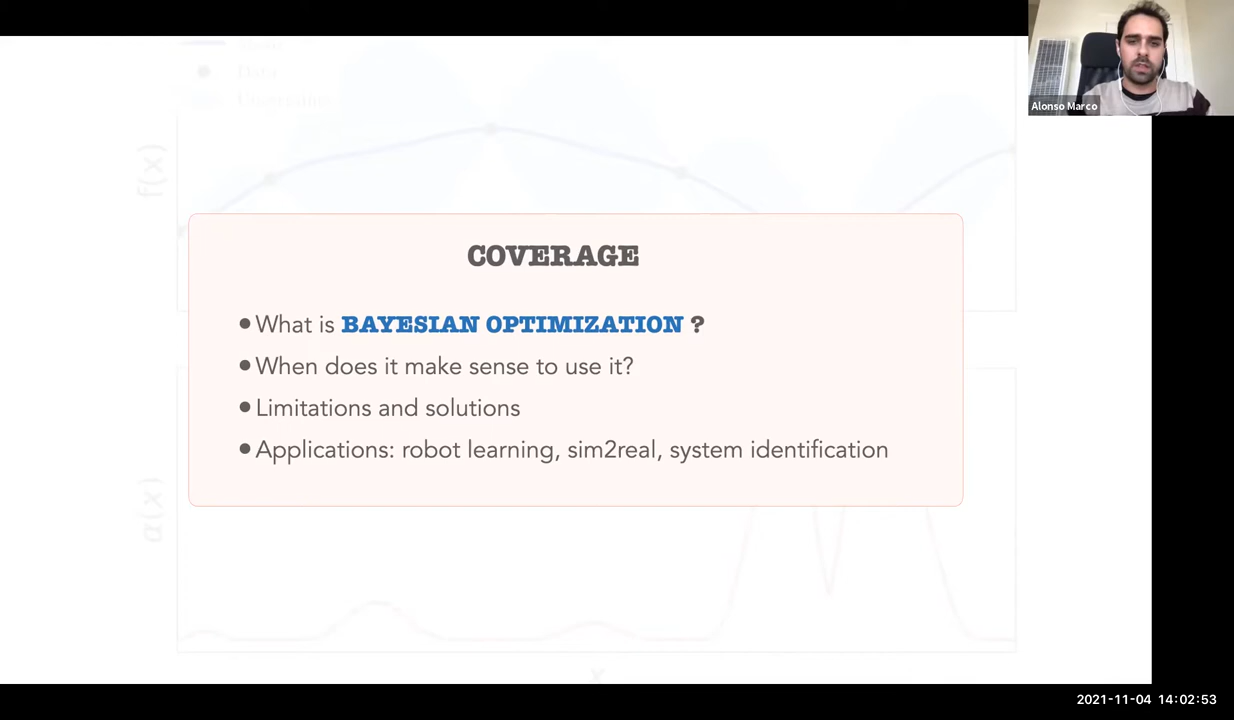 Data
f(x)
Alonso Marco
COVERAGE
• What is BAYESIAN OPTIMIZATION ?
• When does it make sense to use it?
• Limitations and solutions
• Applications: robot learning, sim2real, system identification
α(x)
x
2021-11-04 14:02:53